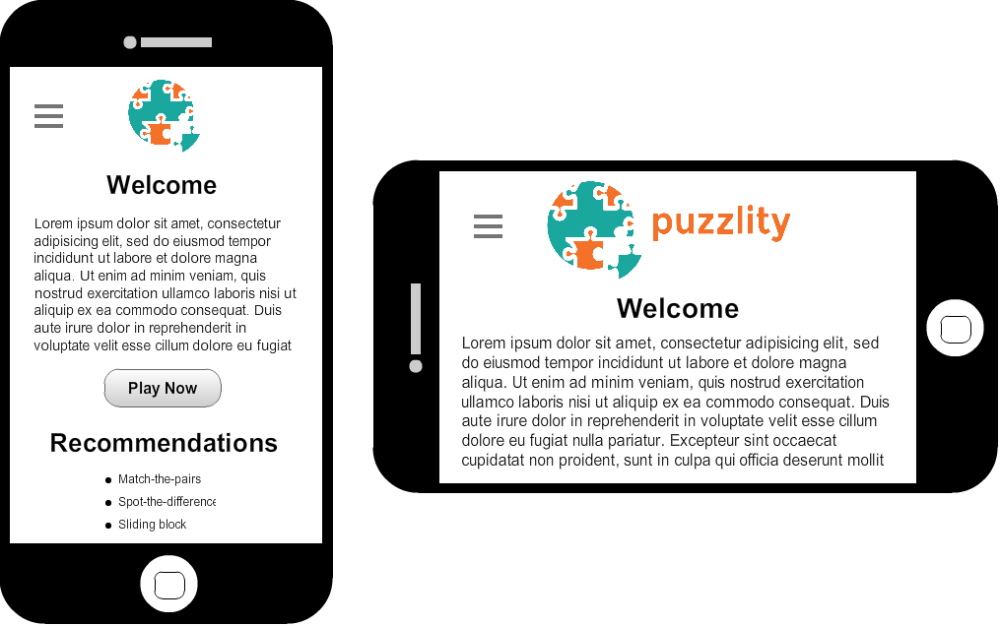 Welcome
Lorem ipsum dolor sit amet, consectetur
adipisicing elit, sed do eiusmod tempor
incididunt ut labore et dolore magna
aliqua. Ut enim ad minim veniam, quis
nostrud exercitation ullamco laboris nisi ut
aliquip ex ea commodo consequat. Duis
aute irure dolor in reprehenderit in
voluptate velit esse cillum dolore eu fugiat
Play Now
Recommendations
Match-the-pairs
Spot-the-difference
Sliding block
puzzlity
Welcome
Lorem ipsum dolor sit amet, consectetur adipisicing elit, sed
do eiusmod tempor incididunt ut labore et dolore magna
aliqua. Ut enim ad minim veniam, quis nostrud exercitation
ullamco laboris nisi ut aliquip ex ea commodo consequat. Duis
aute irure dolor in reprehenderit in voluptate velit esse cillum
dolore eu fugiat nulla pariatur. Excepteur sint occaecat
cupidatat non proident, sunt in culpa qui officia deserunt mollit